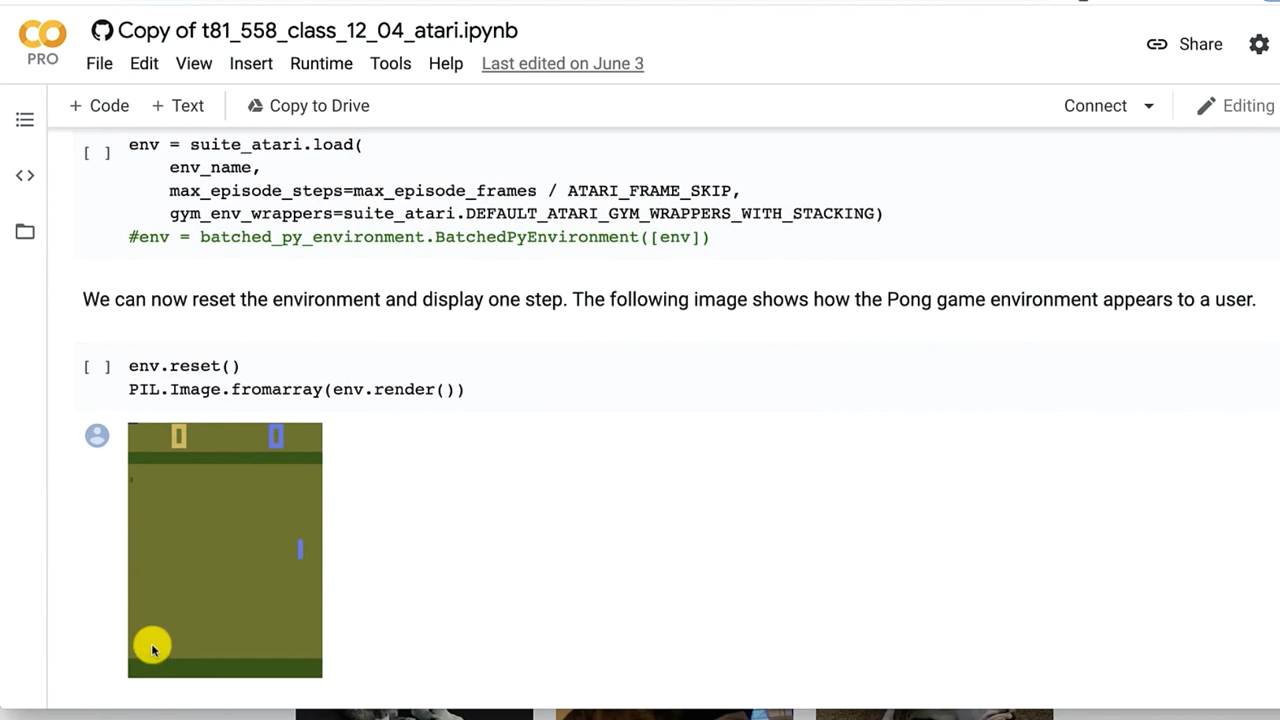 Copy of t81_558_class_12_04_atari.ipynb
PRO
File Edit View Insert Runtime Tools Help Last edited on June 3
Share
+ Code + Text Copy to Drive
Connect Editing
[ ] env = suite_atari.load(
env_name,
max_episode_steps=max_episode_frames / ATARI_FRAME_SKIP,
gym_env_wrappers=suite_atari.DEFAULT_ATARI_GYM_WRAPPERS_WITH_STACKING)
#env = batched_py_environment.BatchedPyEnvironment([env])
We can now reset the environment and display one step. The following image shows how the Pong game environment appears to a user.
[ ] env.reset()
PIL.Image.fromarray(env.render())
0 0